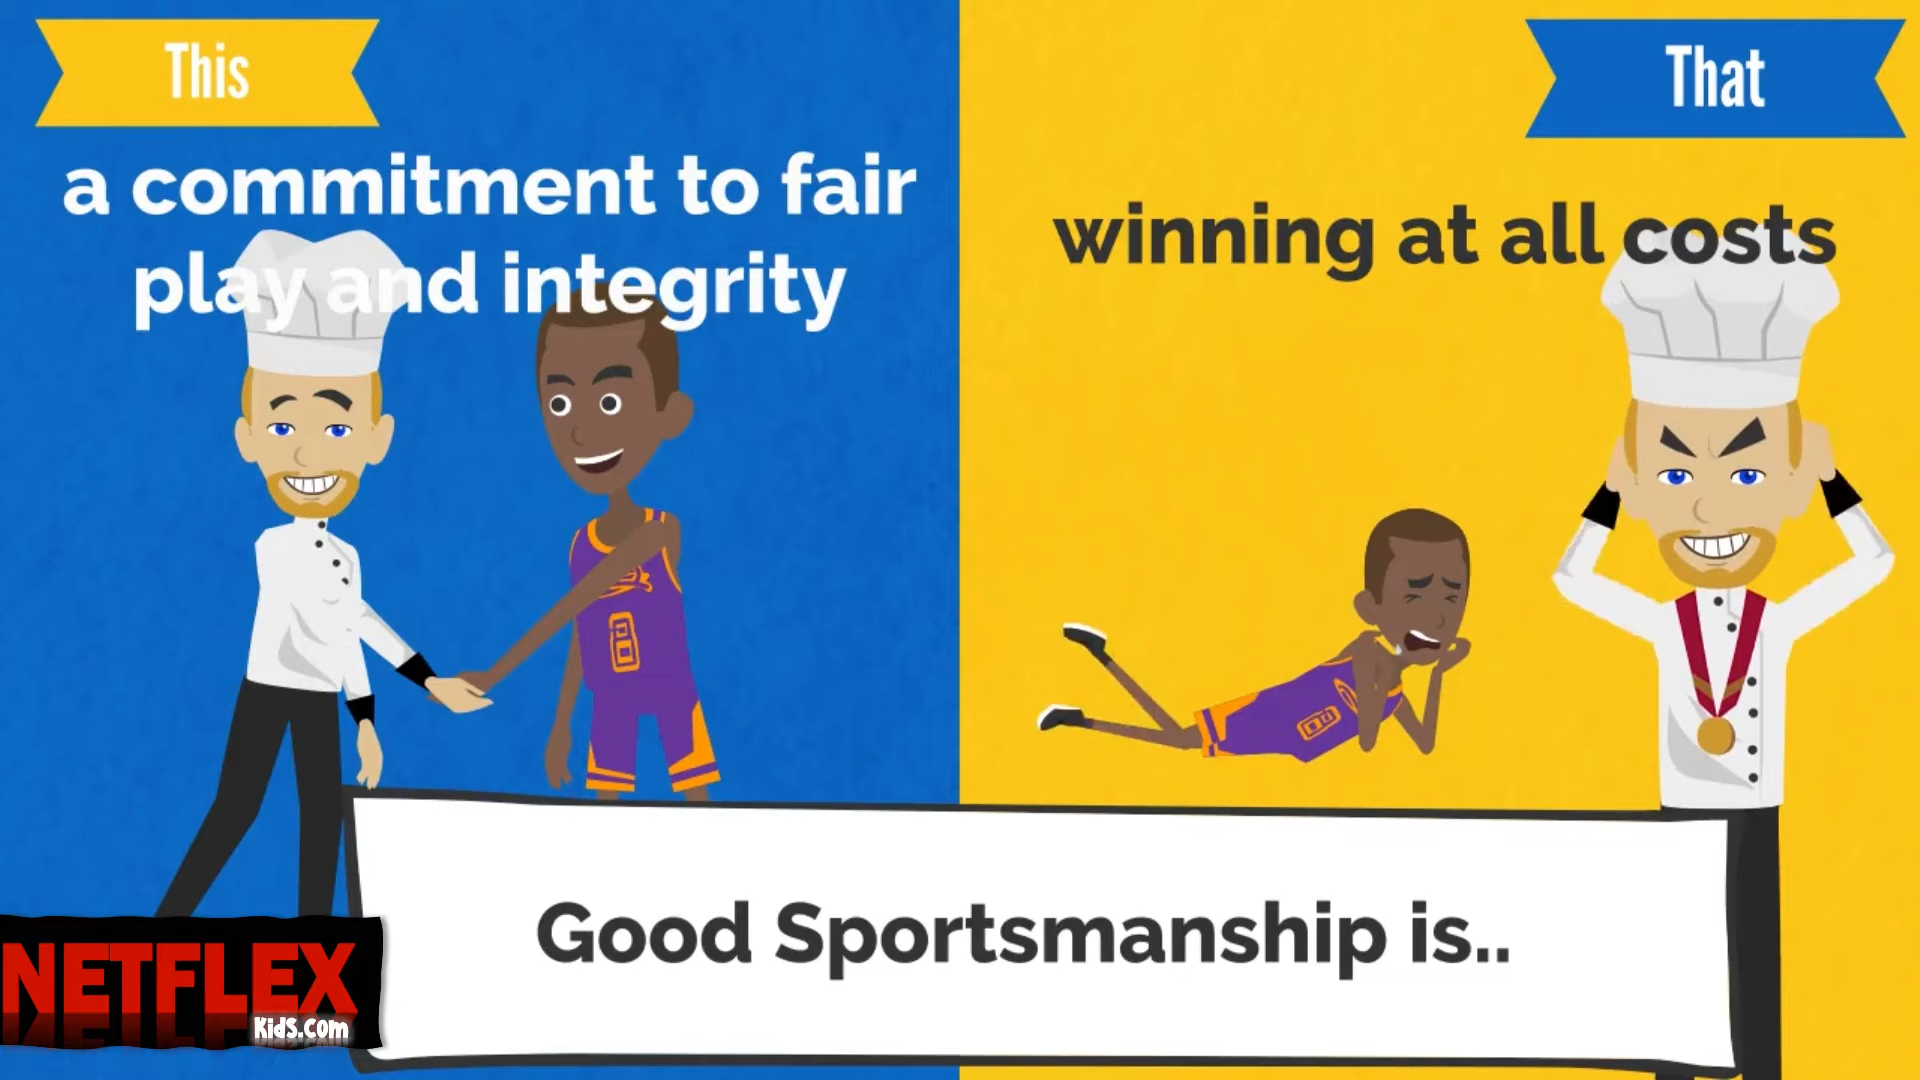 This
That
a commitment to fair
play and integrity
winning at all costs
Good Sportsmanship is..
NETFLEX
Kids.com